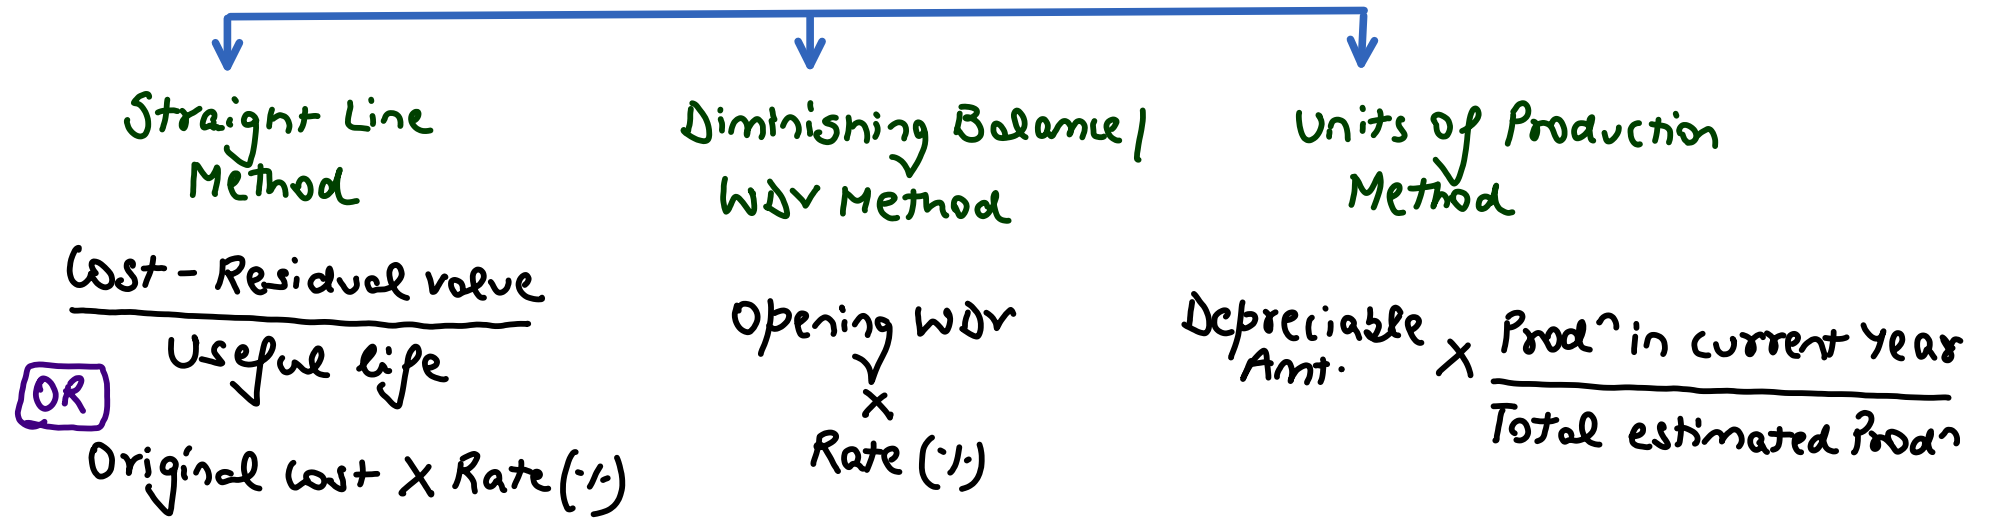 Straight Line
Method
Cost - Residual value
Useful life
OR
Original cost X Rate (%)
Diminishing Balance/
WDV Method
Opening WDV
X
Rate (%)
Units of Production
Method
Depreciable
Amt.
X
Prodⁿ in current year
Total estimated Prodⁿ